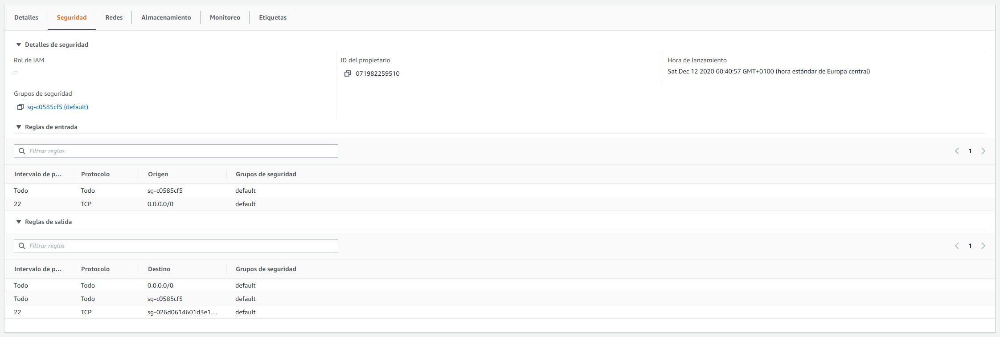 Detalles Seguridad Redes Almacenamiento Monitoreo Etiquetas
Detalles de seguridad
Rol de IAM ID del propietario Hora de lanzamiento
– 071982259510 Sat Dec 12 2020 00:40:57 GMT+0100 (hora estándar de Europa central)
Grupos de seguridad
sg-c0585cf5 (default)
Reglas de entrada
Filtrar reglas 1
Intervalo de p... Protocolo Origen Grupos de seguridad
Todo Todo sg-c0585cf5 default
22 TCP 0.0.0.0/0 default
Reglas de salida
Filtrar reglas 1
Intervalo de p... Protocolo Destino Grupos de seguridad
Todo Todo 0.0.0.0/0 default
Todo Todo sg-c0585cf5 default
22 TCP sg-026d0614601d3e1... default